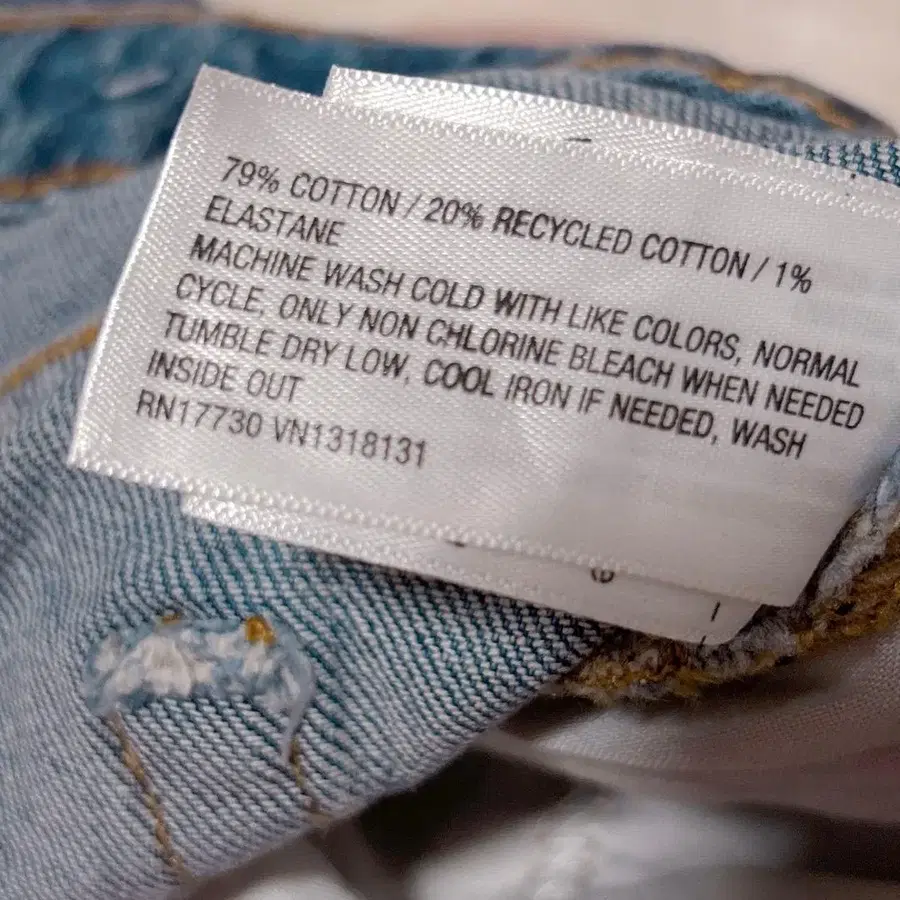 79% COTTON / 20% RECYCLED COTTON / 1%
ELASTANE
MACHINE WASH COLD WITH LIKE COLORS, NORMAL
CYCLE, ONLY NON CHLORINE BLEACH WHEN NEEDED
TUMBLE DRY LOW, COOL IRON IF NEEDED, WASH
INSIDE OUT
RN17730 VN1318131